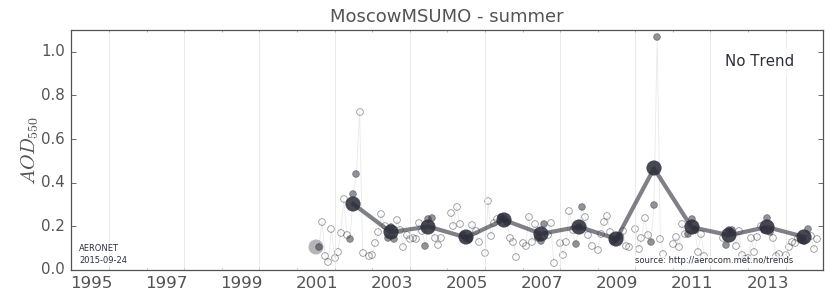 MoscowMSUMO - summer
1.0
No Trend
0.8
0.6
AOD550
0.4
0.2
AERONET
2015-09-24
source: http://aerocom.met.no/trends
0.0
1995 1997 1999 2001 2003 2005 2007 2009 2011 2013